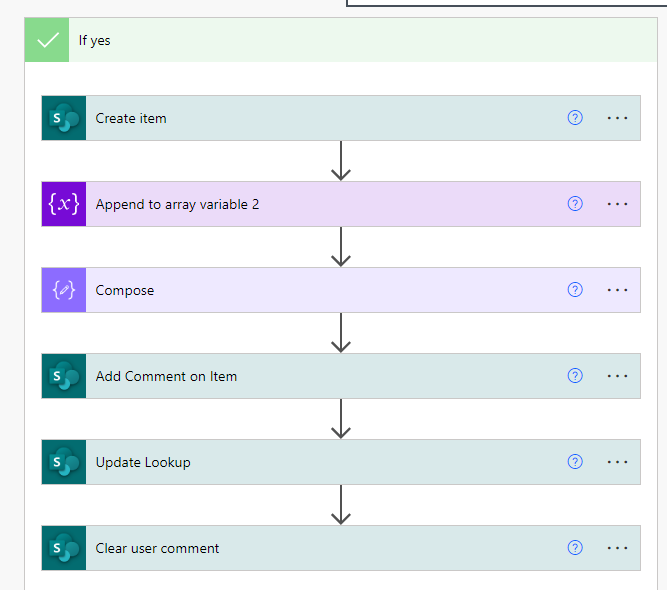 If yes
S
Create item
?
{x}
Append to array variable 2
?
Compose
?
S
Add Comment on Item
?
S
Update Lookup
?
S
Clear user comment
?